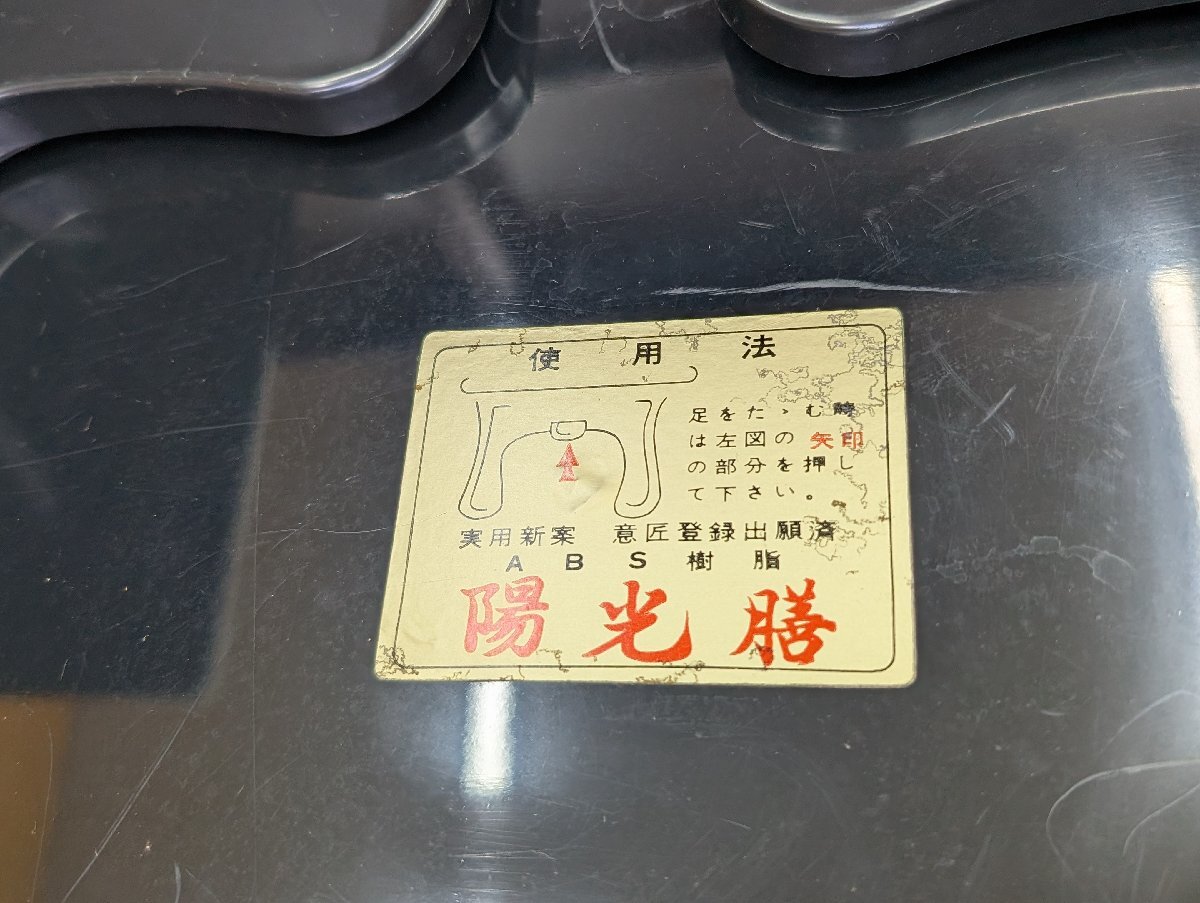 使用法
足をたゝむ時
は左図の矢印
の部分を押し
て下さい。
実用新案 意匠登録出願済
ABS樹脂
陽光膳